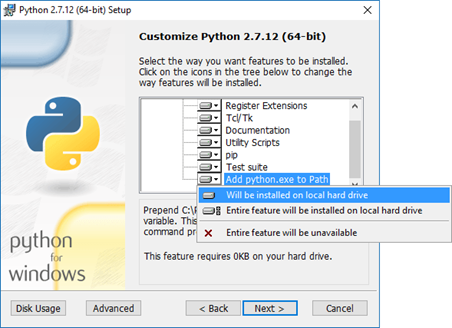 Python 2.7.12 (64-bit) Setup
Customize Python 2.7.12 (64-bit)
Select the way you want features to be installed.
Click on the icons in the tree below to change the
way features will be installed.
Register Extensions
Tcl/Tk
Documentation
Utility Scripts
pip
Test suite
Add python.exe to Path
Will be installed on local hard drive
Entire feature will be installed on local hard drive
Entire feature will be unavailable
Prepend C:\
variable. This
command pr
This feature requires 0KB on your hard drive.
python
for
windows
Disk Usage
Advanced
< Back
Next >
Cancel